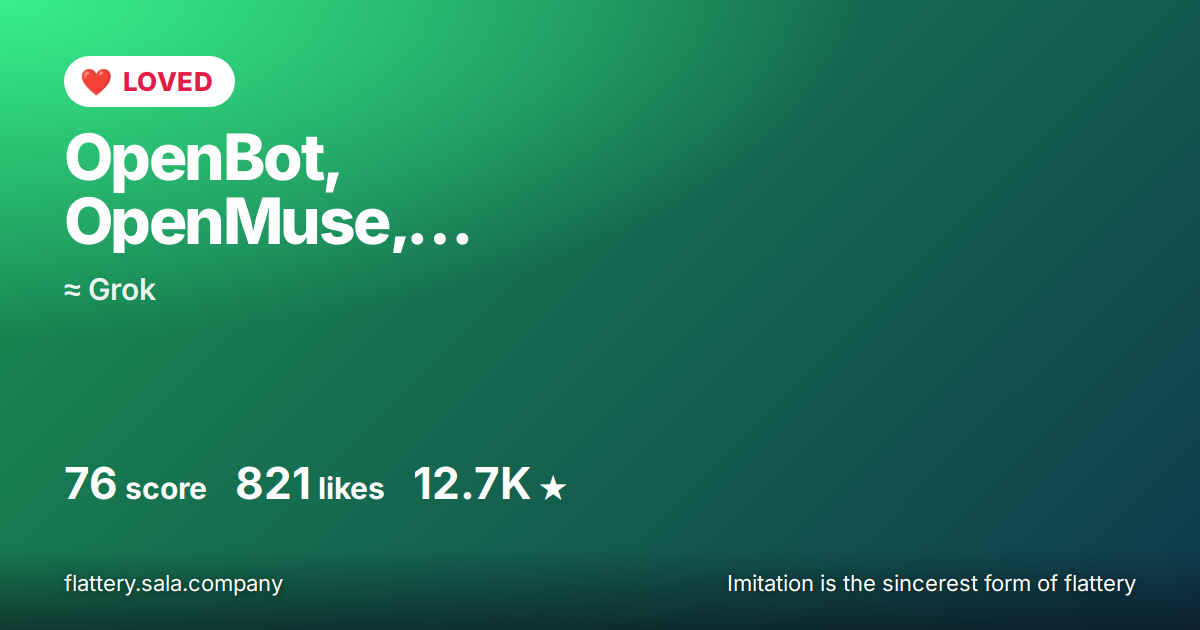 ❤️ LOVED
OpenBot,
OpenMuse,…
≈ Grok
76 score 821 likes 12.7K ★
flattery.sala.company
Imitation is the sincerest form of flattery